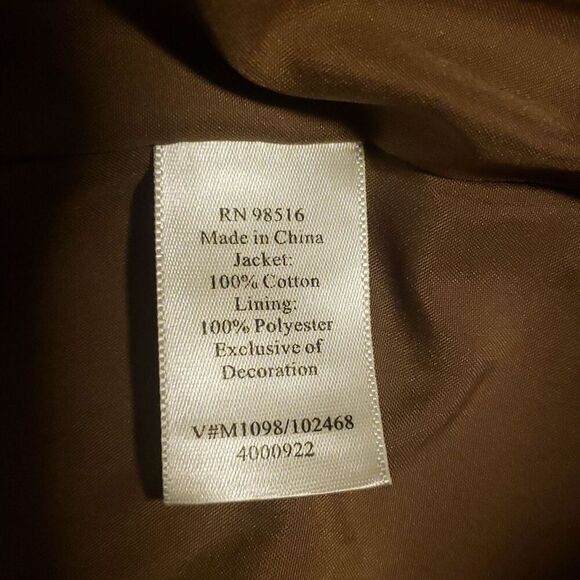 RN 98516
Made in China
Jacket:
100% Cotton
Lining:
100% Polyester
Exclusive of
Decoration
V#M1098/102468
4000922